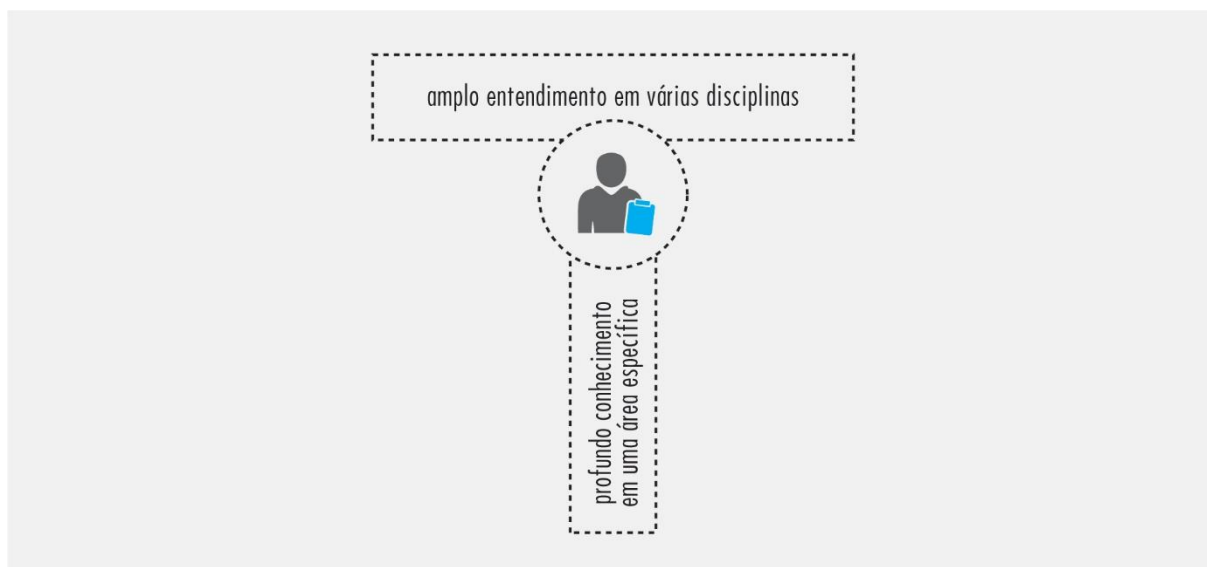 amplo entendimento em várias disciplinas
profundo conhecimento
em uma área específica